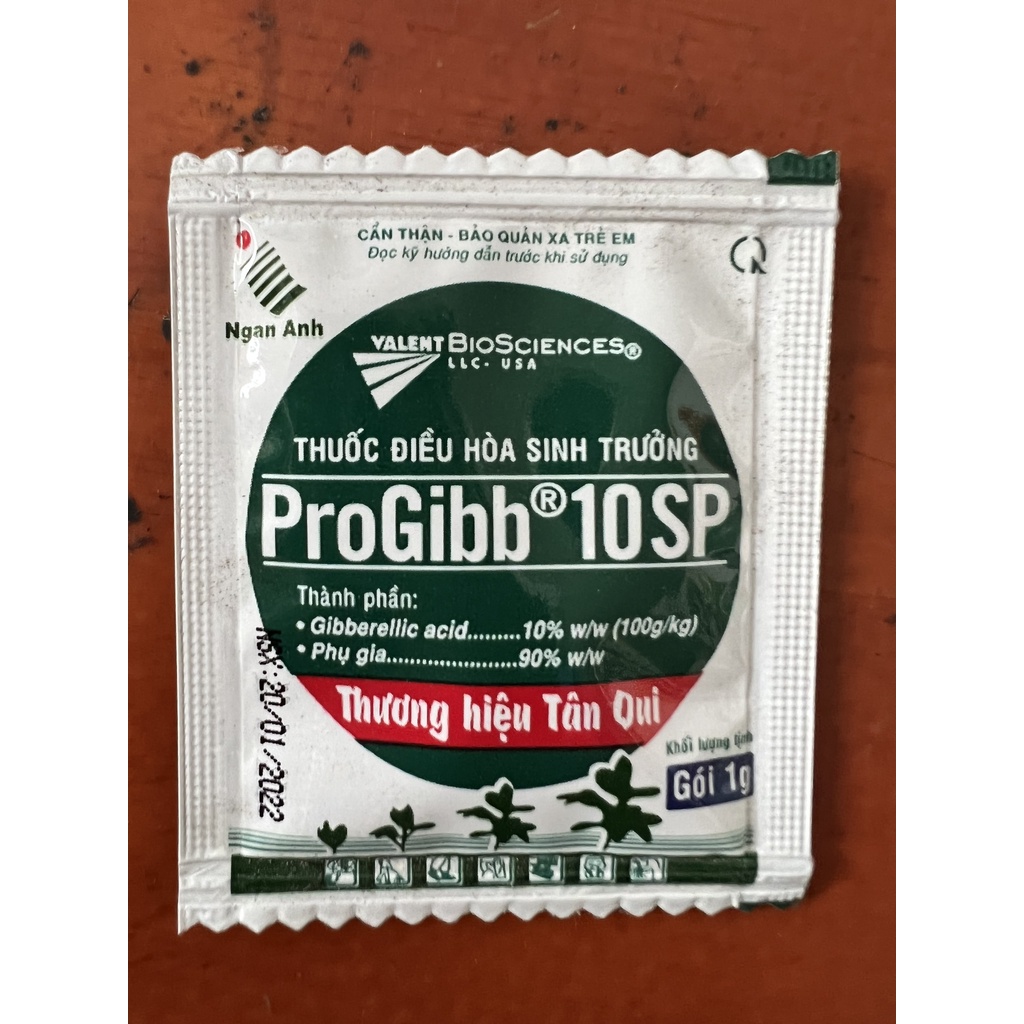 CẨN THẬN - BẢO QUẢN XA TRẺ EM
Đọc kỹ hướng dẫn trước khi sử dụng
Ngan Anh
VALENT BIOSCIENCES®
LLC- USA
THUỐC ĐIỀU HÒA SINH TRƯỞNG
ProGibb® 10SP
Thành phần:
• Gibberellic acid.........10% w/w (100g/kg)
• Phụ gia......................90% w/w
Thương hiệu Tân Qui
Khối lượng tịnh
Gói 1g
NSX:20/01/2022